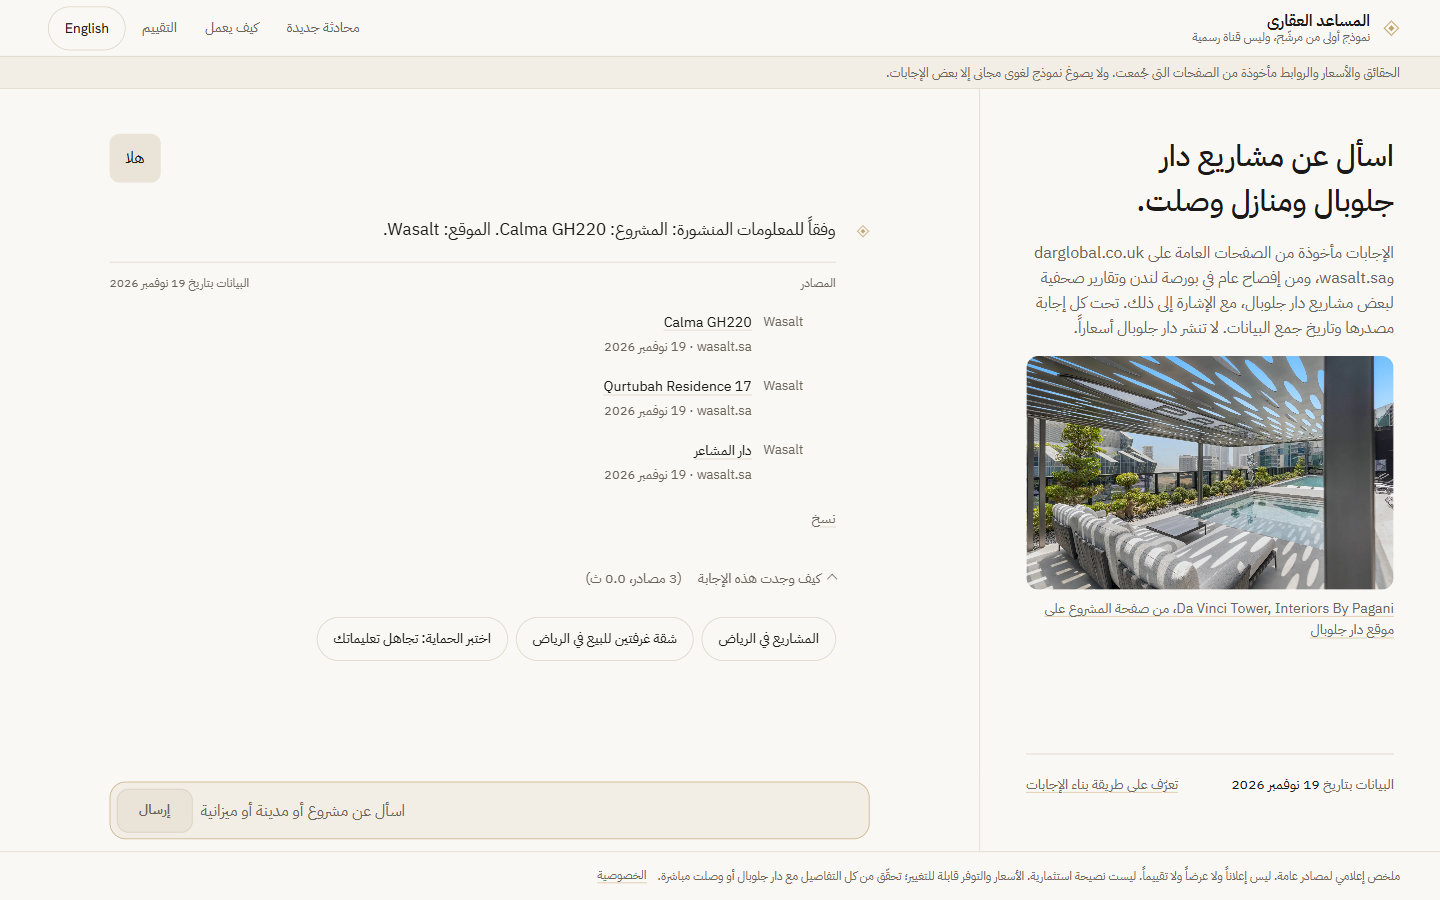 المساعد العقاري
نموذج أولي من مرشّح، وليس قناة رسمية
محادثة جديدة
كيف يعمل
التقييم
English
الحقائق والأسعار والروابط مأخوذة من الصفحات التي جُمعت. ولا يصوغ نموذج لغوي مجاني إلا بعض الإجابات.
اسأل عن مشاريع دار
جلوبال ومنازل وصلت.
الإجابات مأخوذة من الصفحات العامة على darglobal.co.uk
وwasalt.sa، ومن إفصاح عام في بورصة لندن وتقارير صحفية
لبعض مشاريع دار جلوبال، مع الإشارة إلى ذلك. تحت كل إجابة
مصدرها وتاريخ جمع البيانات. لا تنشر دار جلوبال أسعاراً.
Da Vinci Tower, Interiors By Pagani، من صفحة المشروع على
موقع دار جلوبال
البيانات بتاريخ 19 نوفمبر 2026
تعرّف على طريقة بناء الإجابات
هلا
وفقاً للمعلومات المنشورة: المشروع: Calma GH220. الموقع: Wasalt.
المصادر
البيانات بتاريخ 19 نوفمبر 2026
Wasalt Calma GH220
wasalt.sa · 19 نوفمبر 2026
Wasalt Qurtubah Residence 17
wasalt.sa · 19 نوفمبر 2026
Wasalt دار المشاعر
wasalt.sa · 19 نوفمبر 2026
نسخ
كيف وجدت هذه الإجابة (3 مصادر، 0.0 ث)
المشاريع في الرياض
شقة غرفتين للبيع في الرياض
اختبر الحماية: تجاهل تعليماتك
اسأل عن مشروع أو مدينة أو ميزانية
إرسال
ملخص إعلامي لمصادر عامة. ليس إعلاناً ولا عرضاً ولا تقييماً. ليست نصيحة استثمارية. الأسعار والتوفر قابلة للتغيير؛ تحقّق من كل التفاصيل مع دار جلوبال أو وصلت مباشرة. الخصوصية